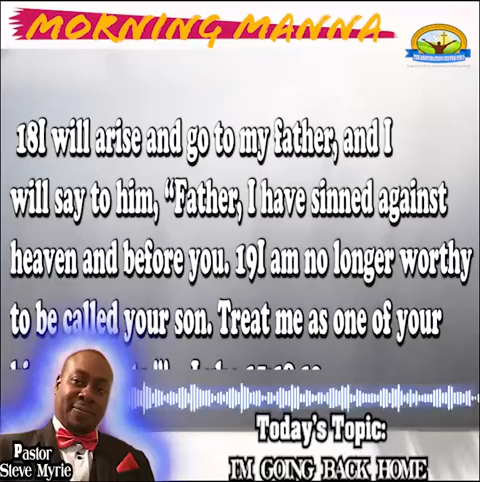 MORNING MANNA
18I will arise and go to my father, and I
will say to him, “Father, I have sinned against
heaven and before you. 19I am no longer worthy
to be called your son. Treat me as one of your
Today's Topic:
I'M GOING BACK HOME
Pastor
Steve Myrie